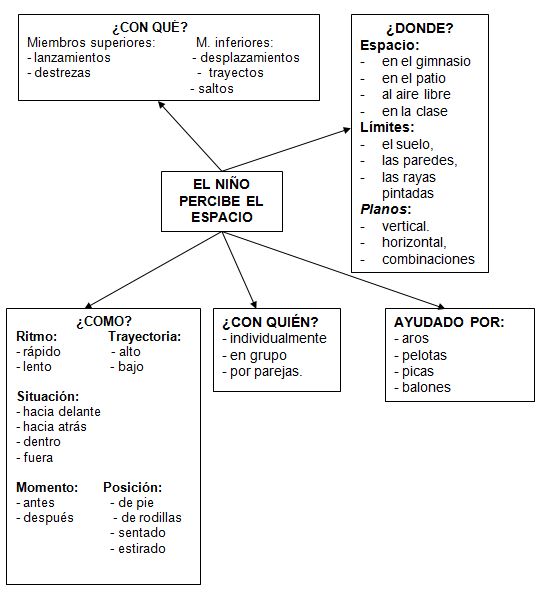 ¿CON QUÉ?
Miembros superiores: M. inferiores:
- lanzamientos - desplazamientos
- destrezas - trayectos
- saltos
¿DONDE?
Espacio:
- en el gimnasio
- en el patio
- al aire libre
- en la clase
Límites:
- el suelo,
- las paredes,
- las rayas
pintadas
Planos:
- vertical.
- horizontal,
- combinaciones
EL NIÑO
PERCIBE EL
ESPACIO
¿COMO?
Ritmo: Trayectoria:
- rápido - alto
- lento - bajo
Situación:
- hacia delante
- hacia atrás
- dentro
- fuera
Momento: Posición:
- antes - de pie
- después - de rodillas
- sentado
- estirado
¿CON QUIÉN?
- individualmente
- en grupo
- por parejas.
AYUDADO POR:
- aros
- pelotas
- picas
- balones